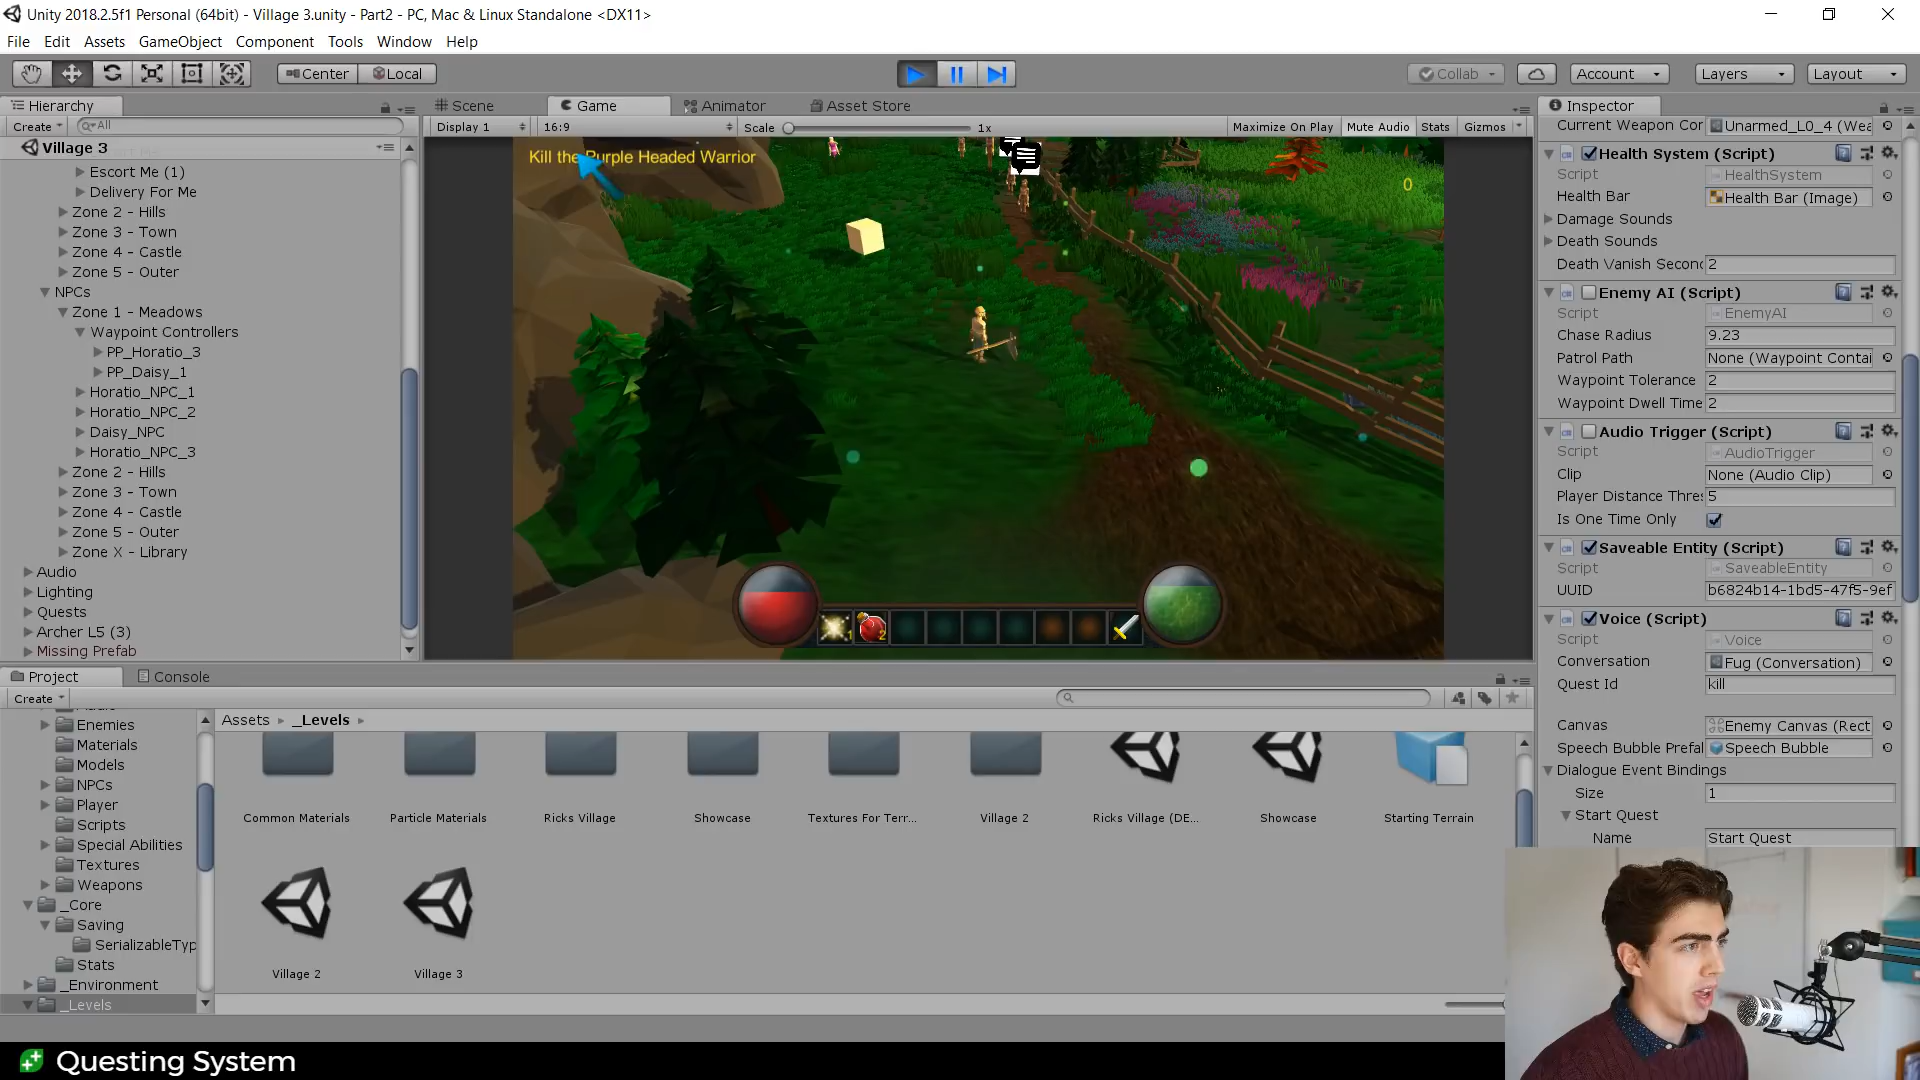 Unity 2018.2.5f1 Personal (64bit) - Village 3.unity - Part2 - PC, Mac & Linux Standalone <DX11>
File Edit Assets GameObject Component Tools Window Help
Center Local Collab Account Layers Layout
Hierarchy
Create All
Village 3
Escort Me (1)
Delivery For Me
Zone 2 - Hills
Zone 3 - Town
Zone 4 - Castle
Zone 5 - Outer
NPCs
Zone 1 - Meadows
Waypoint Controllers
PP_Horatio_3
PP_Daisy_1
Horatio_NPC_1
Horatio_NPC_2
Daisy_NPC
Horatio_NPC_3
Zone 2 - Hills
Zone 3 - Town
Zone 4 - Castle
Zone 5 - Outer
Zone X - Library
Audio
Lighting
Quests
Archer L5 (3)
Missing Prefab
Scene Game Animator Asset Store
Display 1 16:9 Scale 1x Maximize On Play Mute Audio Stats Gizmos
Kill the Purple Headed Warrior
0
1 2
Inspector
Current Weapon Cor Unarmed_L0_4 (Wea
Health System (Script)
Script HealthSystem
Health Bar Health Bar (Image)
Damage Sounds
Death Sounds
Death Vanish Secon 2
Enemy AI (Script)
Script EnemyAI
Chase Radius 9.23
Patrol Path None (Waypoint Contai
Waypoint Tolerance 2
Waypoint Dwell Time 2
Audio Trigger (Script)
Script AudioTrigger
Clip None (Audio Clip)
Player Distance Thre 5
Is One Time Only
Saveable Entity (Script)
Script SaveableEntity
UUID b6824b14-1bd5-47f5-9ef
Voice (Script)
Script Voice
Conversation Fug (Conversation)
Quest Id kill
Canvas Enemy Canvas (Rect
Speech Bubble Prefal Speech Bubble
Dialogue Event Bindings
Size 1
Start Quest
Name Start Quest
Project Console
Create
Enemies
Materials
Models
NPCs
Player
Scripts
Special Abilities
Textures
Weapons
_Core
Saving
SerializableTyp
Stats
_Environment
_Levels
Assets _Levels
Common Materials Particle Materials Ricks Village Showcase Textures For Terr... Village 2 Ricks Village (DE... Showcase Starting Terrain
Village 2 Village 3
Questing System